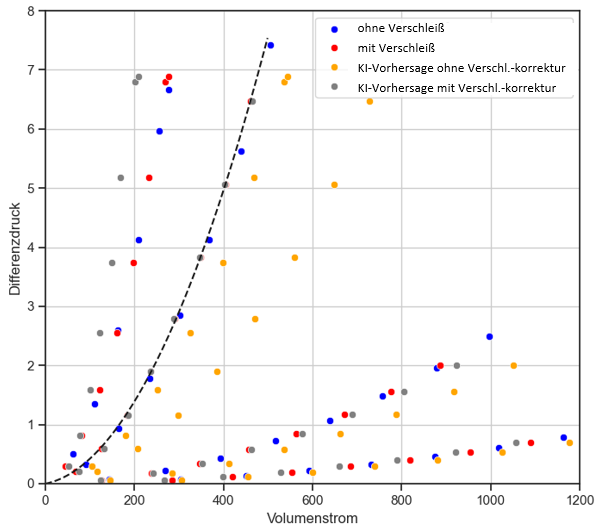 8
7
6
5
4
3
2
1
0
Differenzdruck
ohne Verschleiß
mit Verschleiß
KI-Vorhersage ohne Verschl.-korrektur
KI-Vorhersage mit Verschl.-korrektur
0 200 400 600 800 1000 1200
Volumenstrom